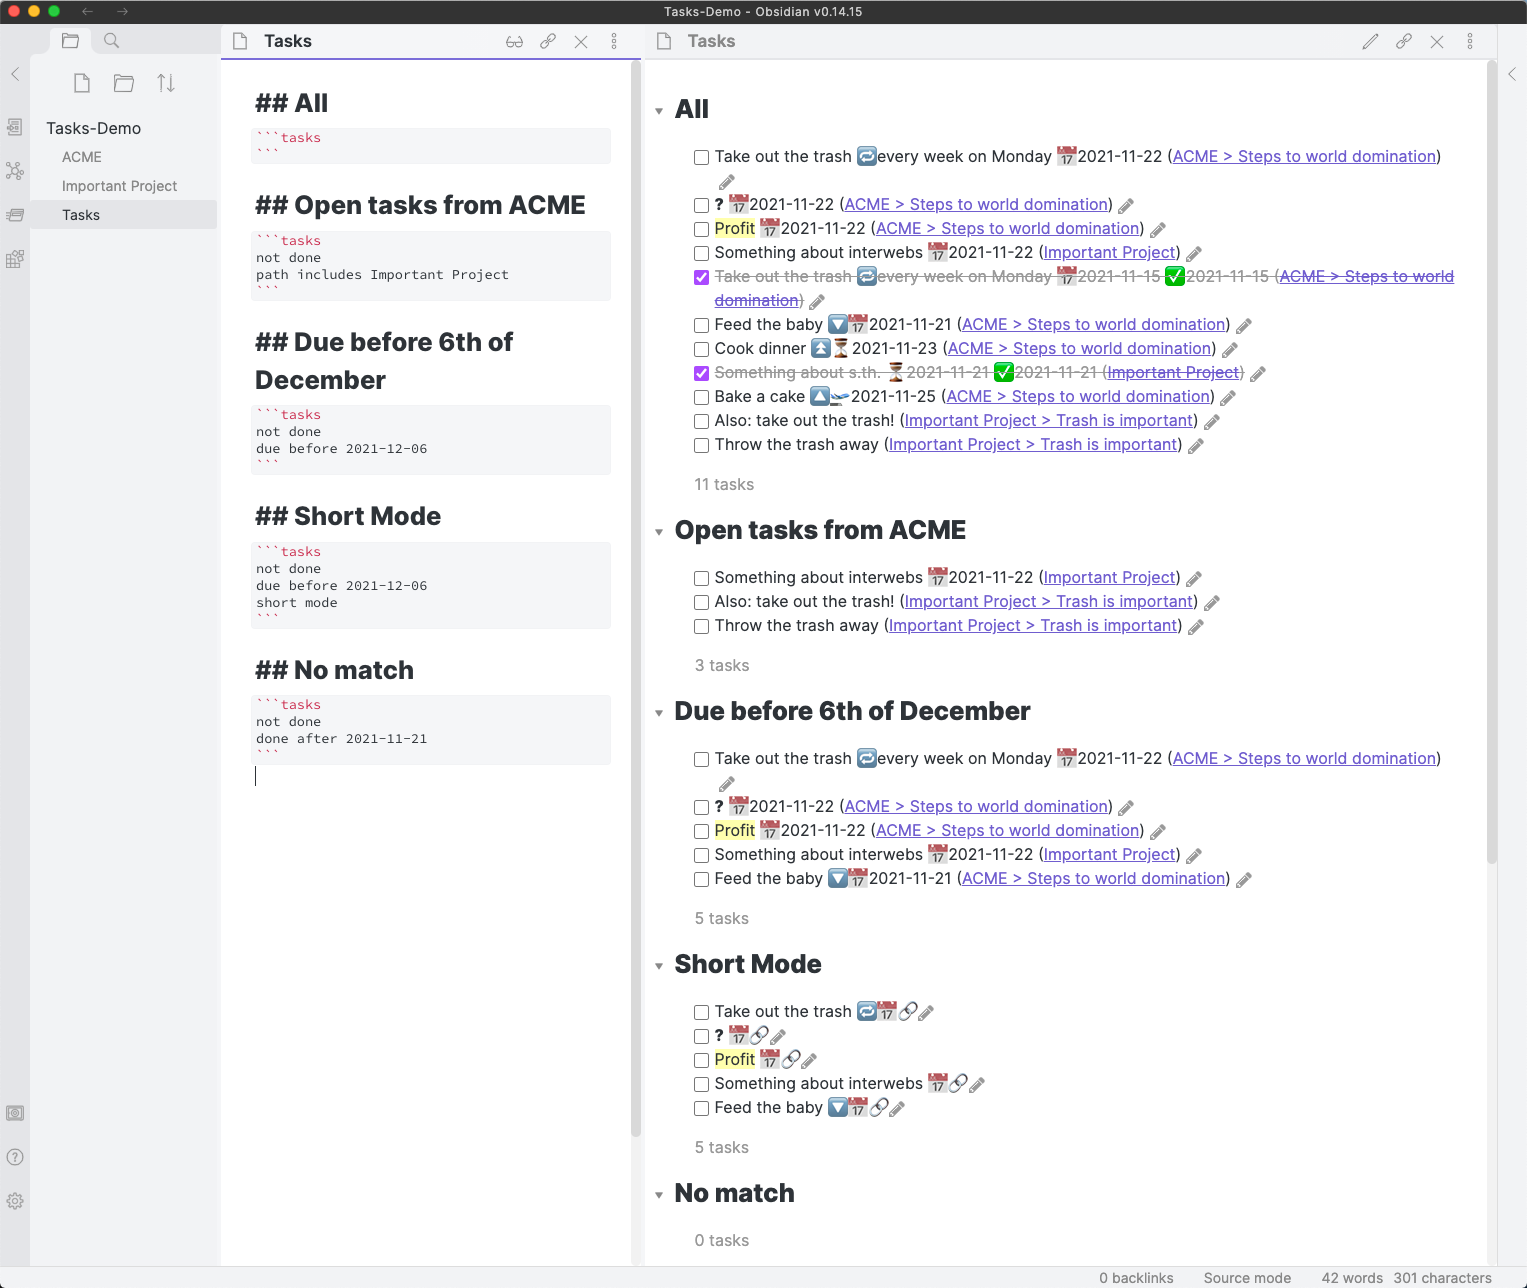 Tasks-Demo - Obsidian v0.14.15
Tasks
Tasks
Tasks-Demo
ACME
Important Project
Tasks
## All
```tasks
```
## Open tasks from ACME
```tasks
not done
path includes Important Project
```
## Due before 6th of
December
```tasks
not done
due before 2021-12-06
```
## Short Mode
```tasks
not done
due before 2021-12-06
short mode
```
## No match
```tasks
not done
done after 2021-11-21
```
All
Take out the trash 🔁every week on Monday 📅2021-11-22 (ACME > Steps to world domination)
? 📅2021-11-22 (ACME > Steps to world domination)
Profit 📅2021-11-22 (ACME > Steps to world domination)
Something about interwebs 📅2021-11-22 (Important Project)
Take out the trash 🔁every week on Monday 📅2021-11-15 ✅2021-11-15 (ACME > Steps to world
domination)
Feed the baby 🔽📅2021-11-21 (ACME > Steps to world domination)
Cook dinner ⏫⏳2021-11-23 (ACME > Steps to world domination)
Something about s.th. ⏳2021-11-21 ✅2021-11-21 (Important Project)
Bake a cake 🔼🛫2021-11-25 (ACME > Steps to world domination)
Also: take out the trash! (Important Project > Trash is important)
Throw the trash away (Important Project > Trash is important)
11 tasks
Open tasks from ACME
Something about interwebs 📅2021-11-22 (Important Project)
Also: take out the trash! (Important Project > Trash is important)
Throw the trash away (Important Project > Trash is important)
3 tasks
Due before 6th of December
Take out the trash 🔁every week on Monday 📅2021-11-22 (ACME > Steps to world domination)
? 📅2021-11-22 (ACME > Steps to world domination)
Profit 📅2021-11-22 (ACME > Steps to world domination)
Something about interwebs 📅2021-11-22 (Important Project)
Feed the baby 🔽📅2021-11-21 (ACME > Steps to world domination)
5 tasks
Short Mode
Take out the trash 🔁📅🔗
? 📅🔗
Profit 📅🔗
Something about interwebs 📅🔗
Feed the baby 🔽📅🔗
5 tasks
No match
0 tasks
0 backlinks Source mode 42 words 301 characters